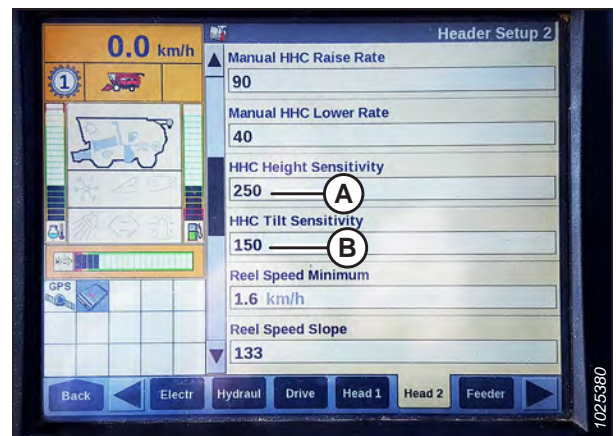 0.0 km/h
Header Setup 2
1
Manual HHC Raise Rate
90
Manual HHC Lower Rate
40
HHC Height Sensitivity
250
A
HHC Tilt Sensitivity
150
B
Reel Speed Minimum
1.6 km/h
GPS
Reel Speed Slope
133
Back
Electr
Hydraul
Drive
Head 1
Head 2
Feeder
1025380